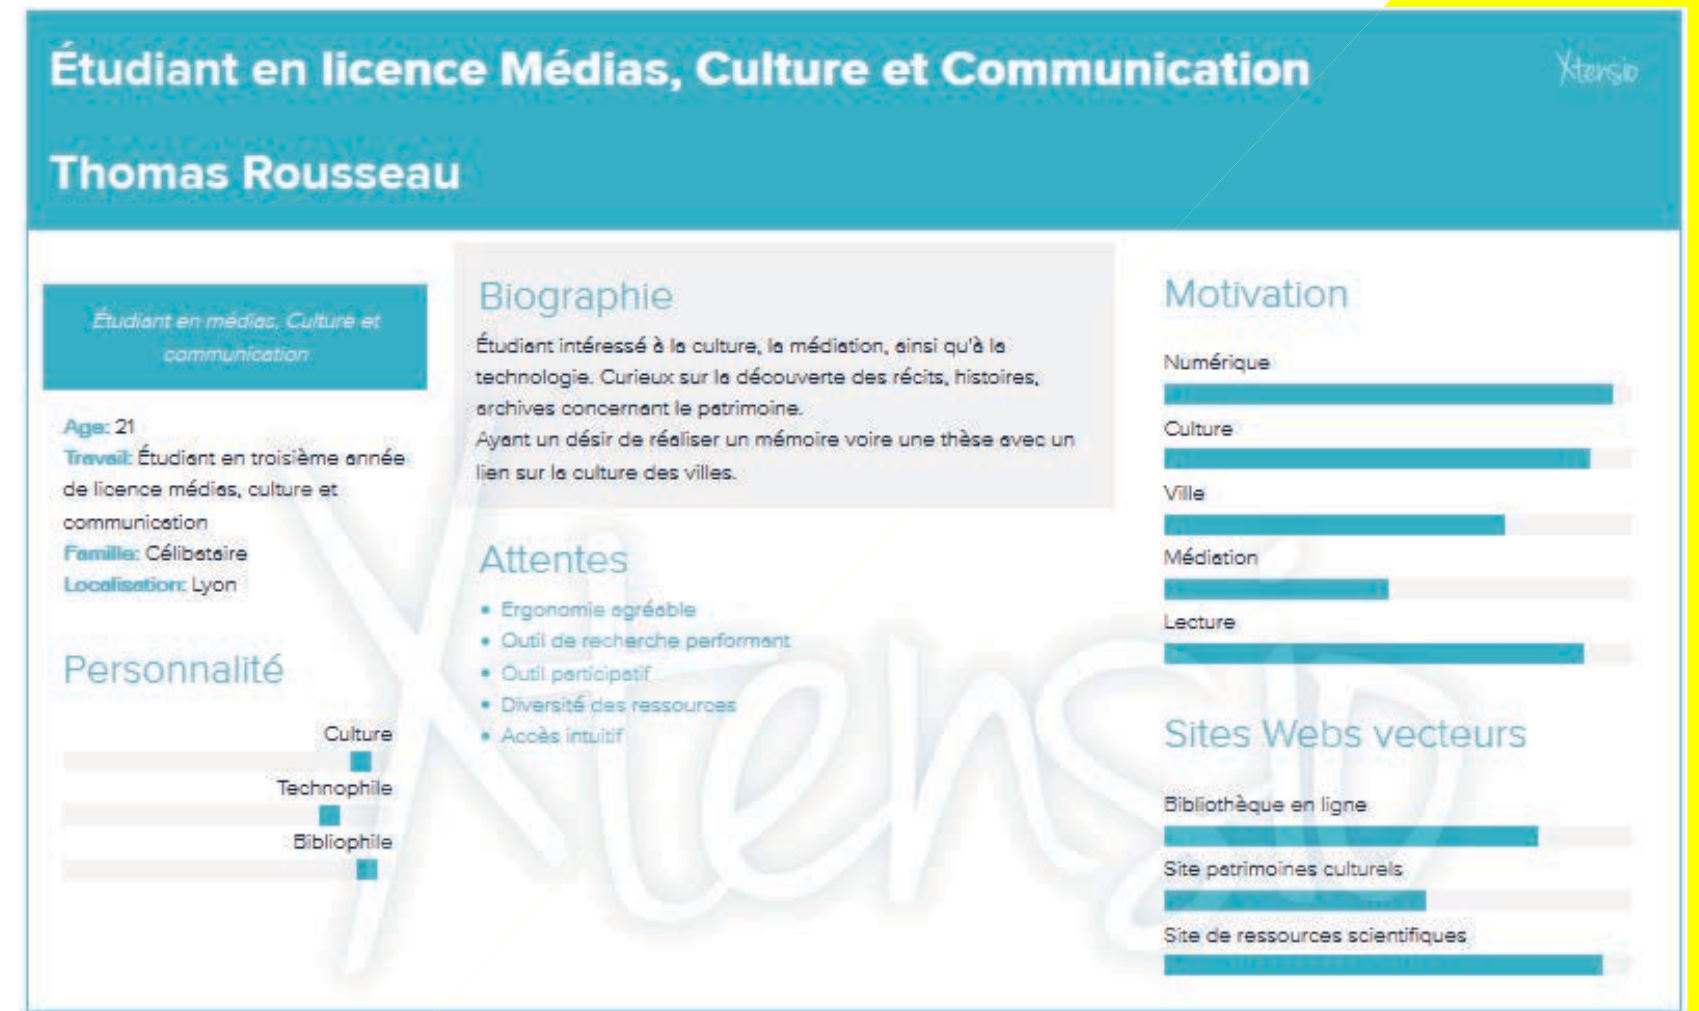 Étudiant en licence Médias, Culture et Communication
Xtensio
Thomas Rousseau
Étudiant en médias, Culture et
communication
Age: 21
Travail: Étudiant en troisième année
de licence médias, culture et
communication
Famille: Célibataire
Localisation: Lyon
Personnalité
Culture
Technophile
Bibliophile
Biographie
Étudiant intéressé à la culture, la médiation, ainsi qu'à la
technologie. Curieux sur la découverte des récits, histoires,
archives concernant le patrimoine.
Ayant un désir de réaliser un mémoire voire une thèse avec un
lien sur la culture des villes.
Attentes
• Ergonomie agréable
• Outil de recherche performant
• Outil participatif
• Diversité des ressources
• Accès intuitif
Motivation
Numérique
Culture
Ville
Médiation
Lecture
Sites Webs vecteurs
Bibliothèque en ligne
Site patrimoines culturels
Site de ressources scientifiques
Xtensio